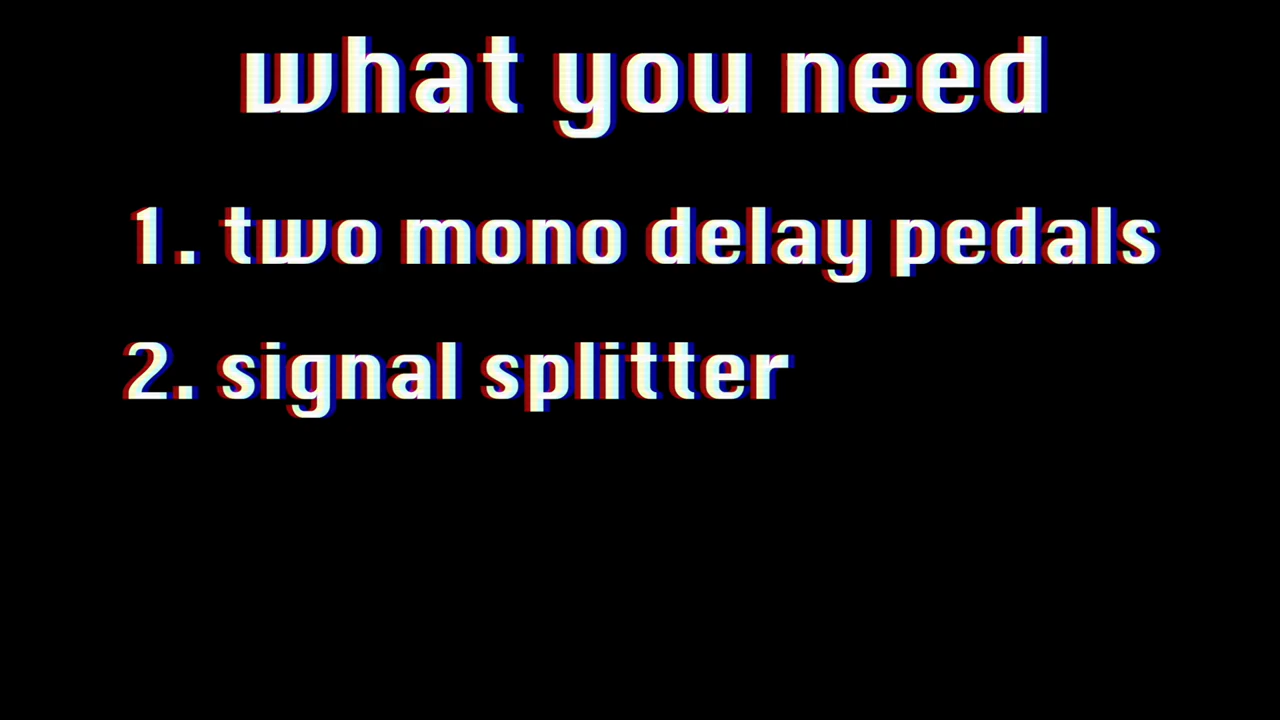 what you need
1. two mono delay pedals
2. signal splitter